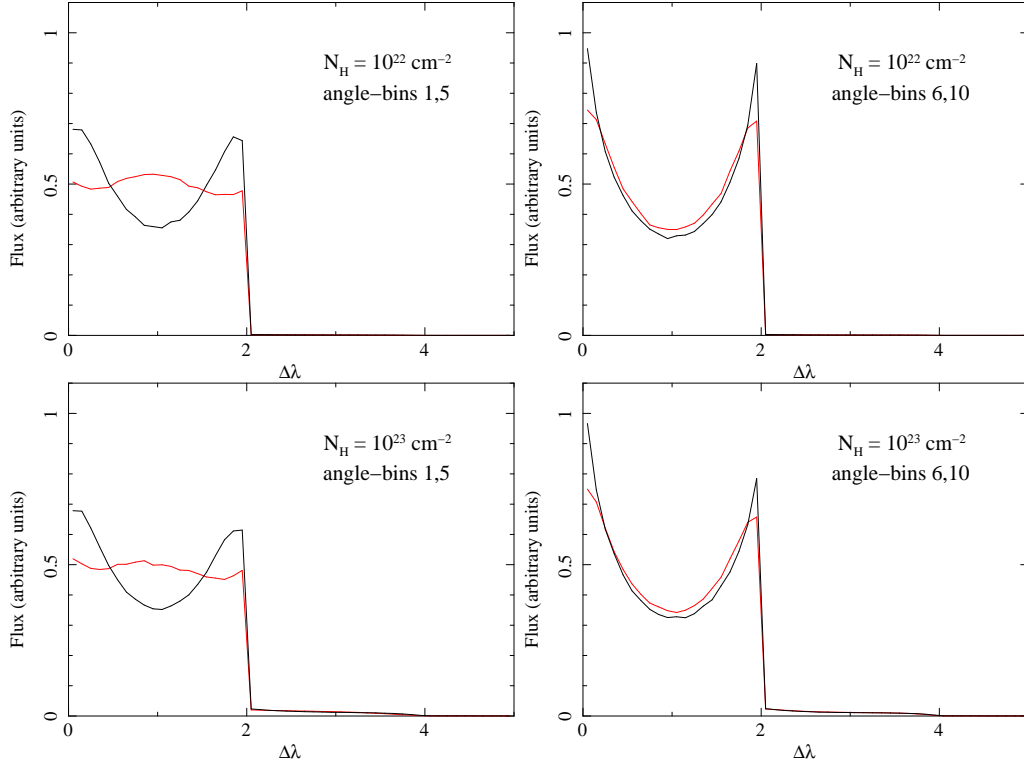 N_H = 10^22 cm^−2
angle−bins 1,5
Flux (arbitrary units)
0 0.5 1
0 2 4
Δλ
N_H = 10^22 cm^−2
angle−bins 6,10
Flux (arbitrary units)
0 0.5 1
0 2 4
Δλ
N_H = 10^23 cm^−2
angle−bins 1,5
Flux (arbitrary units)
0 0.5 1
0 2 4
Δλ
N_H = 10^23 cm^−2
angle−bins 6,10
Flux (arbitrary units)
0 0.5 1
0 2 4
Δλ